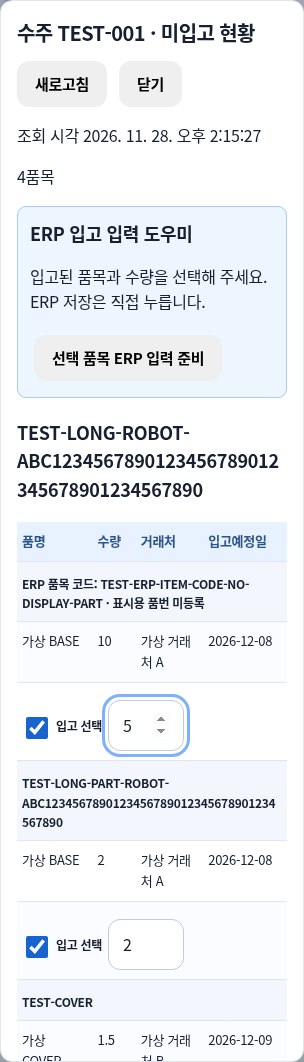 수주 TEST-001 · 미입고 현황
새로고침 닫기
조회 시각 2026. 11. 28. 오후 2:15:27
4품목
ERP 입고 입력 도우미
입고된 품목과 수량을 선택해 주세요.
ERP 저장은 직접 누릅니다.
선택 품목 ERP 입력 준비
TEST-LONG-ROBOT-
ABC1234567890123456789012
345678901234567890
품명 수량 거래처 입고예정일
ERP 품목 코드: TEST-ERP-ITEM-CODE-NO-
DISPLAY-PART · 표시용 품번 미등록
가상 BASE 10 가상 거래 2026-12-08
처 A
입고 선택 5
TEST-LONG-PART-ROBOT-
ABC1234567890123456789012345678901234
567890
가상 BASE 2 가상 거래 2026-12-08
처 A
입고 선택 2
TEST-COVER
가상 1.5 가상 거래 2026-12-09
COVER 처 B